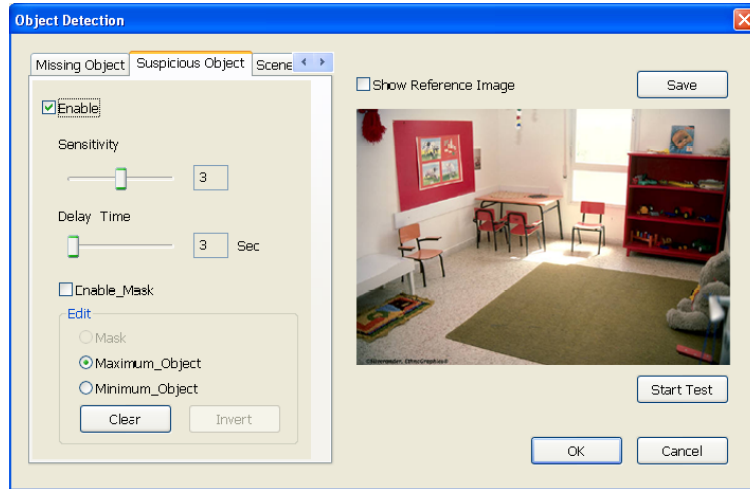 Object Detection
Missing Object Suspicious Object Scene
Enable
Sensitivity
3
Delay Time
3 Sec
Enable_Mask
Edit
Mask
Maximum_Object
Minimum_Object
Clear Invert
Show Reference Image Save
Start Test
OK Cancel